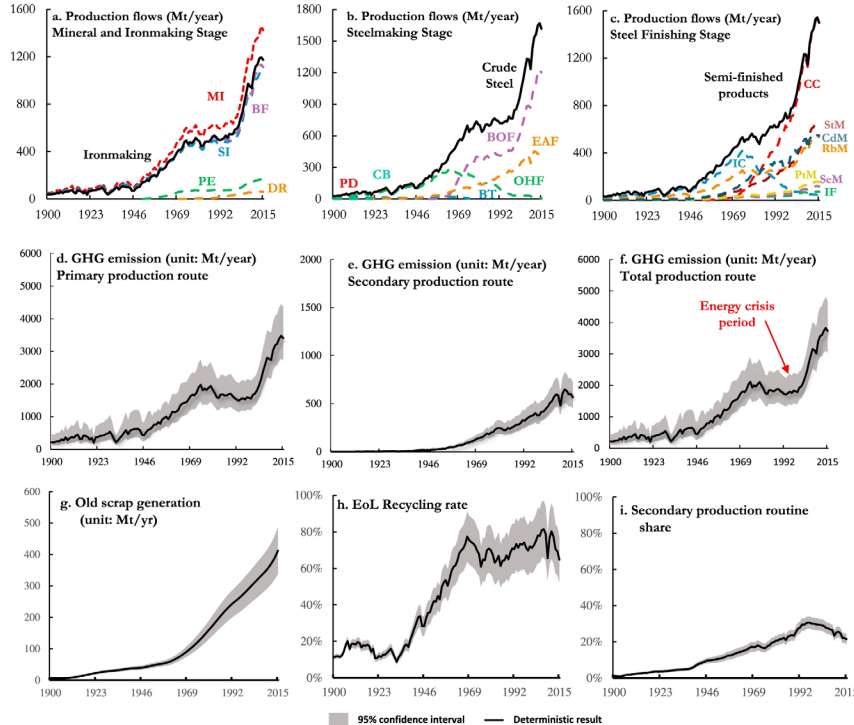 a. Production flows (Mt/year)
Mineral and Ironmaking Stage
1600
1200
800
400
0
MI
BF
SI
Ironmaking
PE
DR
1900 1923 1946 1969 1992 2015
b. Production flows (Mt/year)
Steelmaking Stage
1800
1500
1200
900
600
300
0
Crude
Steel
BOF
EAF
CB
PD
OHF
BT
1900 1923 1946 1969 1992 2015
c. Production flows (Mt/year)
Steel Finishing Stage
1600
1200
800
400
0
Semi-finished
products
CC
StM
CdM
RbM
IC
PtM
SeM
IF
1900 1923 1946 1969 1992 2015
d. GHG emission (unit: Mt/year)
Primary production route
6000
5000
4000
3000
2000
1000
0
1900 1923 1946 1969 1992 2015
e. GHG emission (unit: Mt/year)
Secondary production route
2000
1500
1000
500
0
1900 1923 1946 1969 1992 2015
f. GHG emission (unit: Mt/year)
Total production route
6000
5000
4000
3000
2000
1000
0
Energy crisis
period
1900 1923 1946 1969 1992 2015
g. Old scrap generation
(unit: Mt/yr)
600
500
400
300
200
100
0
1900 1923 1946 1969 1992 2015
h. EoL Recycling rate
100%
80%
60%
40%
20%
0%
1900 1923 1946 1969 1992 2015
i. Secondary production routine
share
100%
80%
60%
40%
20%
0%
1900 1923 1946 1969 1992 2015
95% confidence interval
Deterministic result